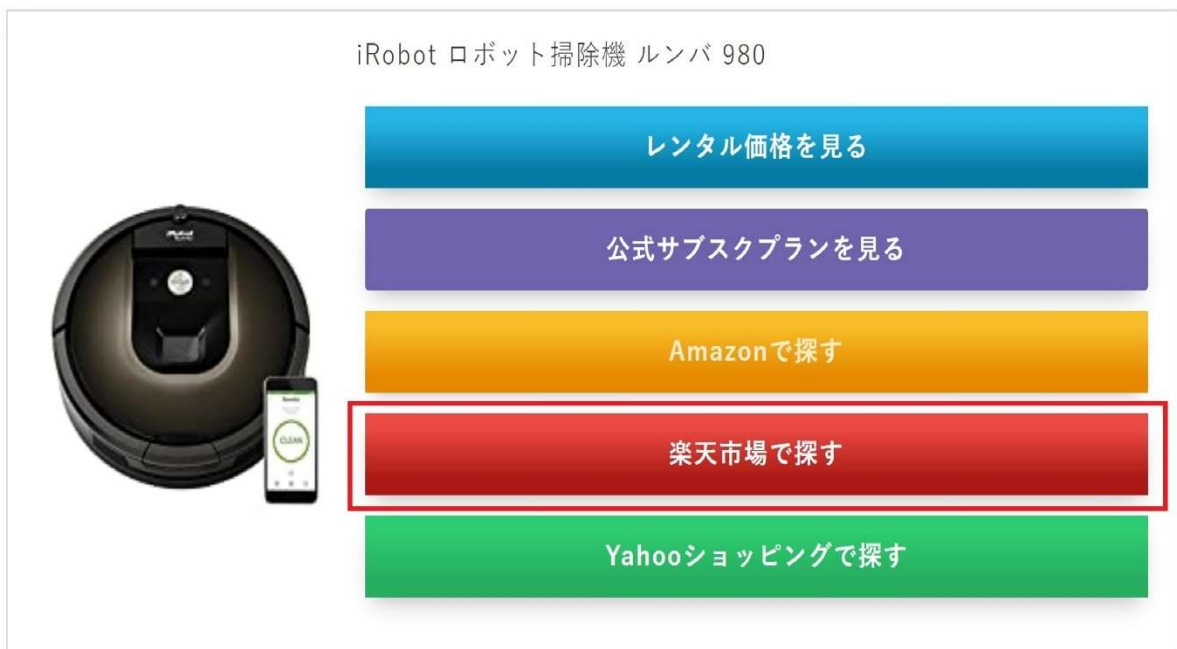 iRobot ロボット掃除機 ルンバ 980
レンタル価格を見る
公式サブスクプランを見る
Amazonで探す
CLEAN
楽天市場で探す
Yahooショッピングで探す